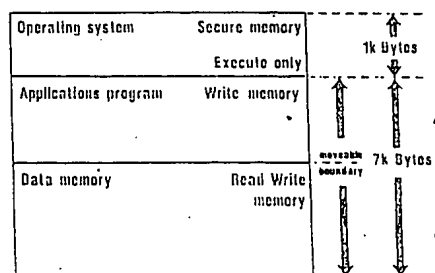 Operating system Secure memory
1k Bytes
Execute only
Applications program Write memory
moveable
boundary
7k Bytes
Data memory Read Write
memory